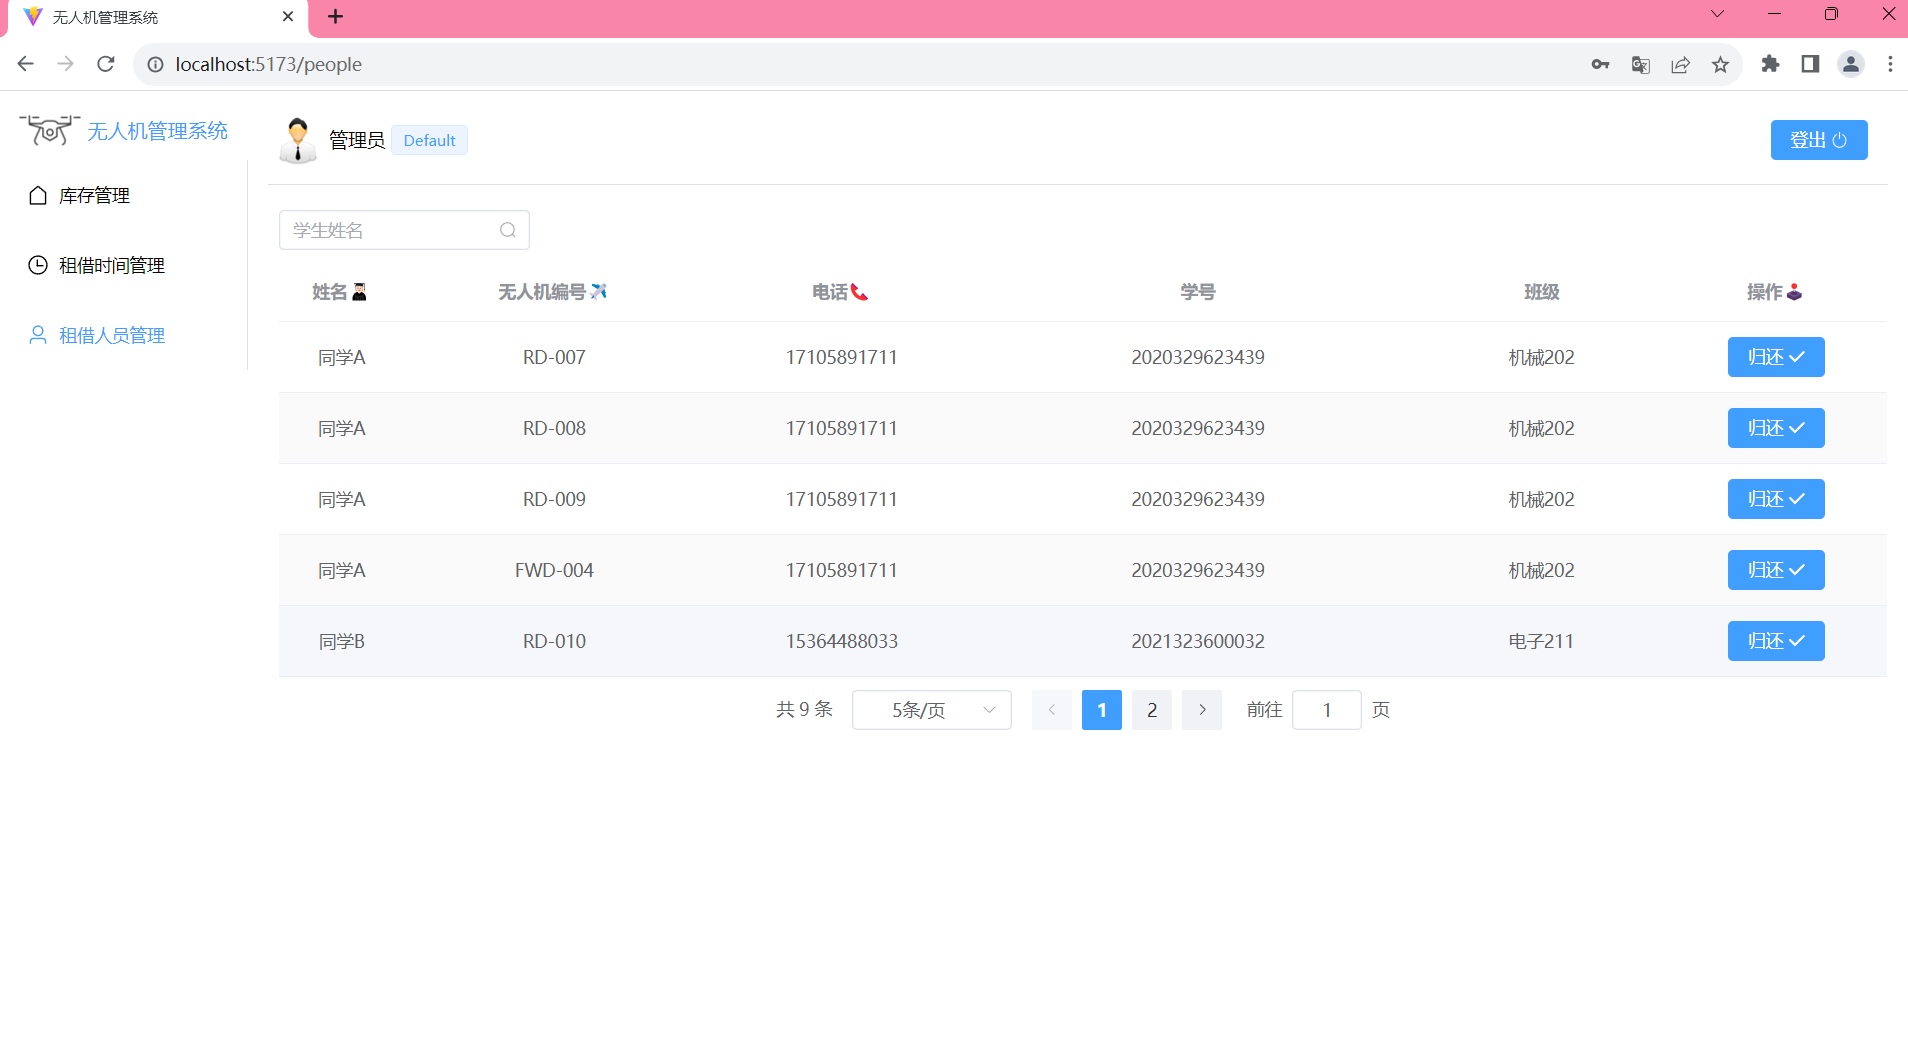 无人机管理系统
localhost:5173/people
无人机管理系统
管理员 Default
登出
库存管理
租借时间管理
租借人员管理
学生姓名
姓名 无人机编号 电话 学号 班级 操作
同学A RD-007 17105891711 2020329623439 机械202 归还
同学A RD-008 17105891711 2020329623439 机械202 归还
同学A RD-009 17105891711 2020329623439 机械202 归还
同学A FWD-004 17105891711 2020329623439 机械202 归还
同学B RD-010 15364488033 2021323600032 电子211 归还
共 9 条 5条/页 1 2 前往 1 页